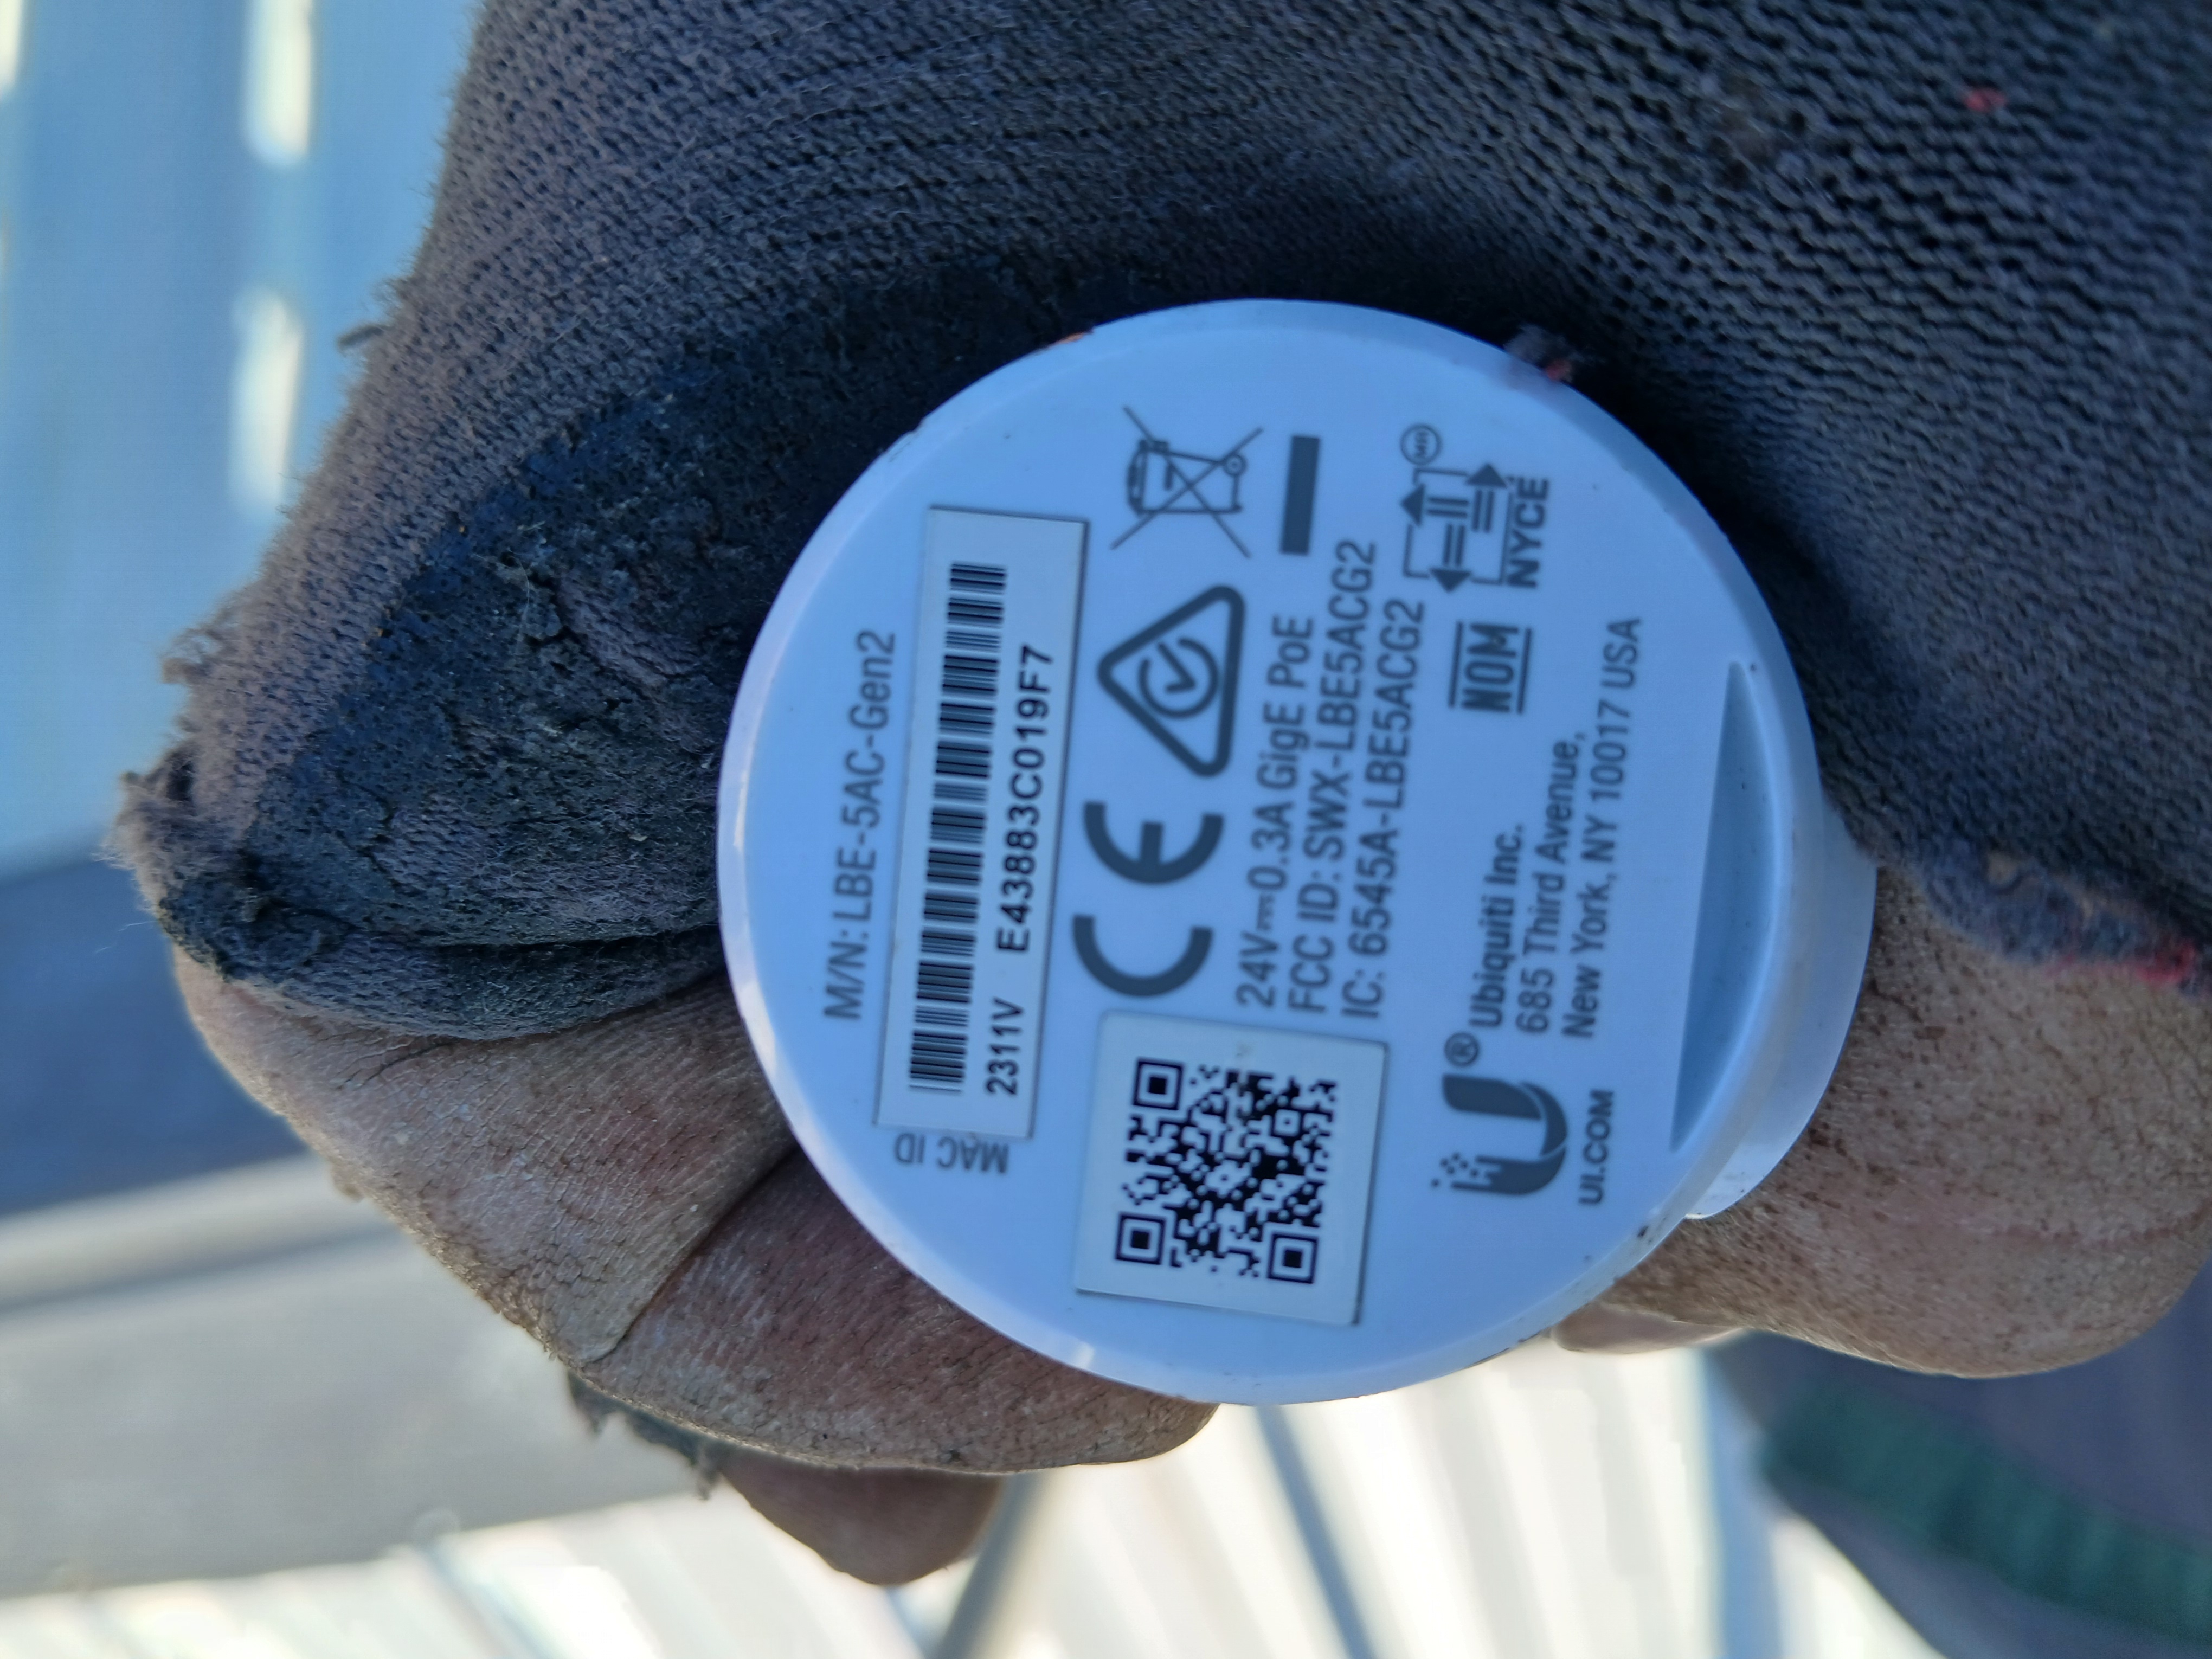 M/N: LBE-5AC-Gen2
MAC ID
2311V E43883C019F7
24V⎓0.3A GigE PoE
FCC ID: SWX-LBE5ACG2
IC: 6545A-LBE5ACG2
NOM
NYCE
U®
Ubiquiti Inc.
685 Third Avenue,
New York, NY 10017 USA
UI.COM